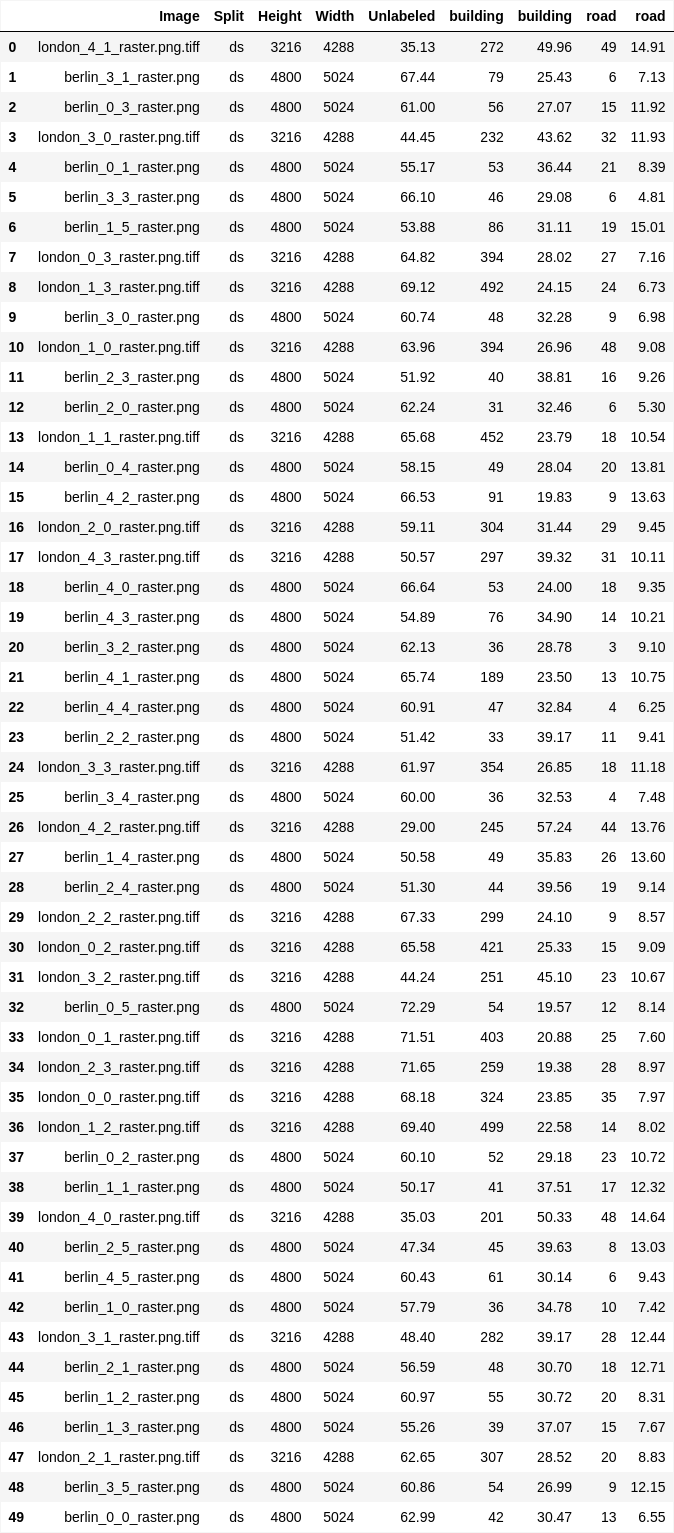 Image Split Height Width Unlabeled building building road road
0 london_4_1_raster.png.tiff ds 3216 4288 35.13 272 49.96 49 14.91
1 berlin_3_1_raster.png ds 4800 5024 67.44 79 25.43 6 7.13
2 berlin_0_3_raster.png ds 4800 5024 61.00 56 27.07 15 11.92
3 london_3_0_raster.png.tiff ds 3216 4288 44.45 232 43.62 32 11.93
4 berlin_0_1_raster.png ds 4800 5024 55.17 53 36.44 21 8.39
5 berlin_3_3_raster.png ds 4800 5024 66.10 46 29.08 6 4.81
6 berlin_1_5_raster.png ds 4800 5024 53.88 86 31.11 19 15.01
7 london_0_3_raster.png.tiff ds 3216 4288 64.82 394 28.02 27 7.16
8 london_1_3_raster.png.tiff ds 3216 4288 69.12 492 24.15 24 6.73
9 berlin_3_0_raster.png ds 4800 5024 60.74 48 32.28 9 6.98
10 london_1_0_raster.png.tiff ds 3216 4288 63.96 394 26.96 48 9.08
11 berlin_2_3_raster.png ds 4800 5024 51.92 40 38.81 16 9.26
12 berlin_2_0_raster.png ds 4800 5024 62.24 31 32.46 6 5.30
13 london_1_1_raster.png.tiff ds 3216 4288 65.68 452 23.79 18 10.54
14 berlin_0_4_raster.png ds 4800 5024 58.15 49 28.04 20 13.81
15 berlin_4_2_raster.png ds 4800 5024 66.53 91 19.83 9 13.63
16 london_2_0_raster.png.tiff ds 3216 4288 59.11 304 31.44 29 9.45
17 london_4_3_raster.png.tiff ds 3216 4288 50.57 297 39.32 31 10.11
18 berlin_4_0_raster.png ds 4800 5024 66.64 53 24.00 18 9.35
19 berlin_4_3_raster.png ds 4800 5024 54.89 76 34.90 14 10.21
20 berlin_3_2_raster.png ds 4800 5024 62.13 36 28.78 3 9.10
21 berlin_4_1_raster.png ds 4800 5024 65.74 189 23.50 13 10.75
22 berlin_4_4_raster.png ds 4800 5024 60.91 47 32.84 4 6.25
23 berlin_2_2_raster.png ds 4800 5024 51.42 33 39.17 11 9.41
24 london_3_3_raster.png.tiff ds 3216 4288 61.97 354 26.85 18 11.18
25 berlin_3_4_raster.png ds 4800 5024 60.00 36 32.53 4 7.48
26 london_4_2_raster.png.tiff ds 3216 4288 29.00 245 57.24 44 13.76
27 berlin_1_4_raster.png ds 4800 5024 50.58 49 35.83 26 13.60
28 berlin_2_4_raster.png ds 4800 5024 51.30 44 39.56 19 9.14
29 london_2_2_raster.png.tiff ds 3216 4288 67.33 299 24.10 9 8.57
30 london_0_2_raster.png.tiff ds 3216 4288 65.58 421 25.33 15 9.09
31 london_3_2_raster.png.tiff ds 3216 4288 44.24 251 45.10 23 10.67
32 berlin_0_5_raster.png ds 4800 5024 72.29 54 19.57 12 8.14
33 london_0_1_raster.png.tiff ds 3216 4288 71.51 403 20.88 25 7.60
34 london_2_3_raster.png.tiff ds 3216 4288 71.65 259 19.38 28 8.97
35 london_0_0_raster.png.tiff ds 3216 4288 68.18 324 23.85 35 7.97
36 london_1_2_raster.png.tiff ds 3216 4288 69.40 499 22.58 14 8.02
37 berlin_0_2_raster.png ds 4800 5024 60.10 52 29.18 23 10.72
38 berlin_1_1_raster.png ds 4800 5024 50.17 41 37.51 17 12.32
39 london_4_0_raster.png.tiff ds 3216 4288 35.03 201 50.33 48 14.64
40 berlin_2_5_raster.png ds 4800 5024 47.34 45 39.63 8 13.03
41 berlin_4_5_raster.png ds 4800 5024 60.43 61 30.14 6 9.43
42 berlin_1_0_raster.png ds 4800 5024 57.79 36 34.78 10 7.42
43 london_3_1_raster.png.tiff ds 3216 4288 48.40 282 39.17 28 12.44
44 berlin_2_1_raster.png ds 4800 5024 56.59 48 30.70 18 12.71
45 berlin_1_2_raster.png ds 4800 5024 60.97 55 30.72 20 8.31
46 berlin_1_3_raster.png ds 4800 5024 55.26 39 37.07 15 7.67
47 london_2_1_raster.png.tiff ds 3216 4288 62.65 307 28.52 20 8.83
48 berlin_3_5_raster.png ds 4800 5024 60.86 54 26.99 9 12.15
49 berlin_0_0_raster.png ds 4800 5024 62.99 42 30.47 13 6.55